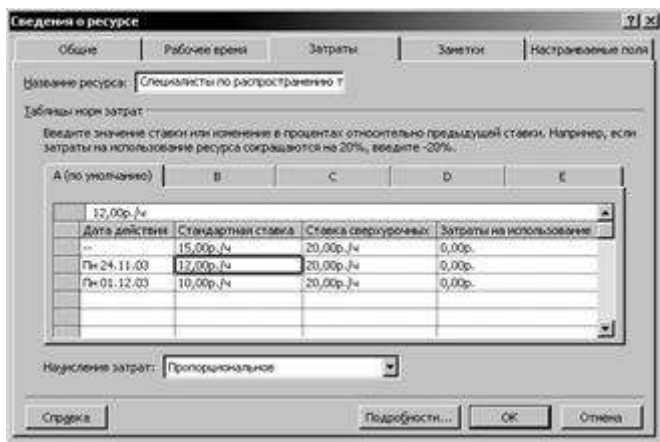 Сведения о ресурсе
Общие Рабочее время Затраты Заметки Настраиваемые поля
Название ресурса: Специалисты по распространению т
Таблицы норм затрат
Введите значение ставки или изменение в процентах относительно предыдущей ставки. Например, если
затраты на использование ресурса сокращаются на 20%, введите -20%.
A (по умолчанию) B C D E
12,00р./ч
Дата действия Стандартная ставка Ставка сверхурочных Затраты на использование
-- 15,00р./ч 20,00р./ч 0,00р.
Пн 24.11.03 12,00р./ч 20,00р./ч 0,00р.
Пн 01.12.03 10,00р./ч 20,00р./ч 0,00р.
Начисление затрат: Пропорциональное
Справка Подробности... ОК Отмена